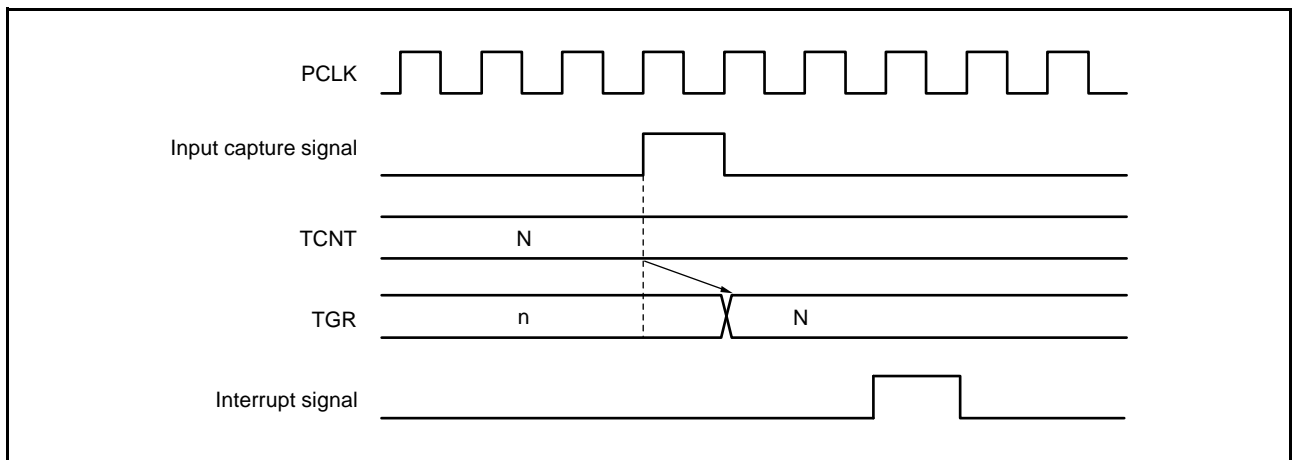 PCLK
Input capture signal
TCNT
N
TGR
n
N
Interrupt signal